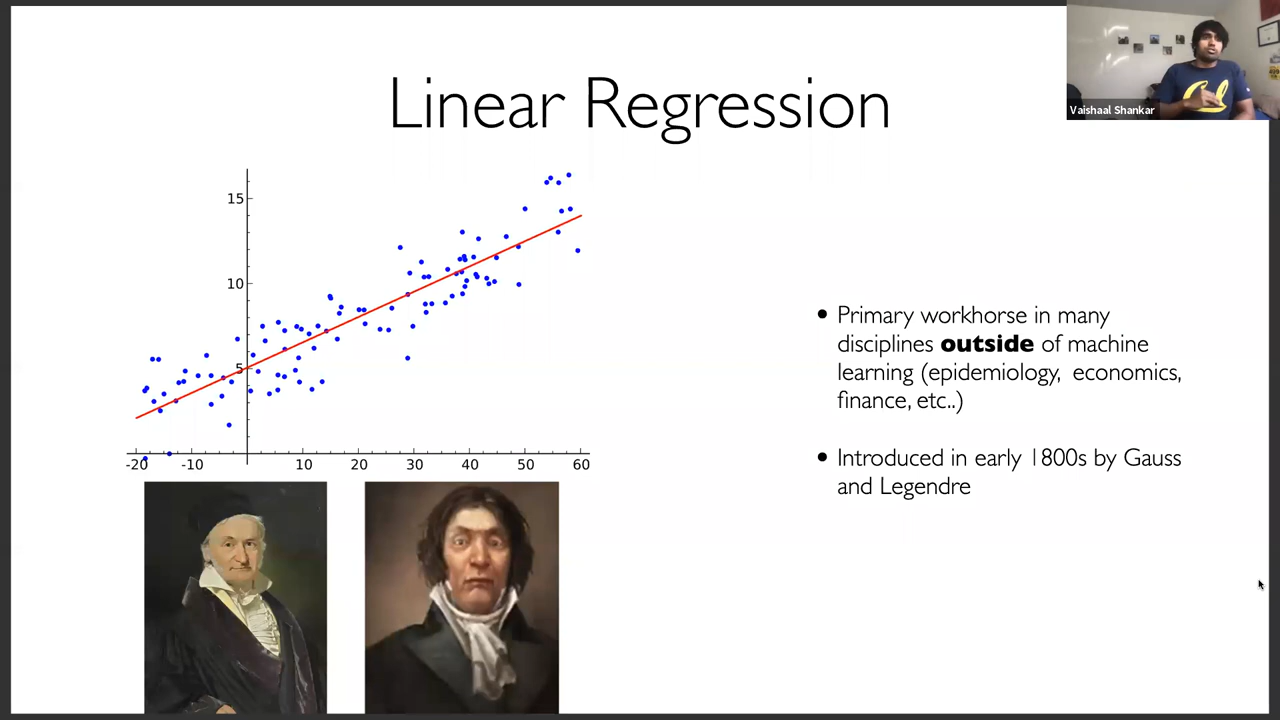 Linear Regression
Vaishaal Shankar
Cal
15
10
5
-20
-10
10
20
30
40
50
60
• Primary workhorse in many
disciplines outside of machine
learning (epidemiology, economics,
finance, etc..)
• Introduced in early 1800s by Gauss
and Legendre